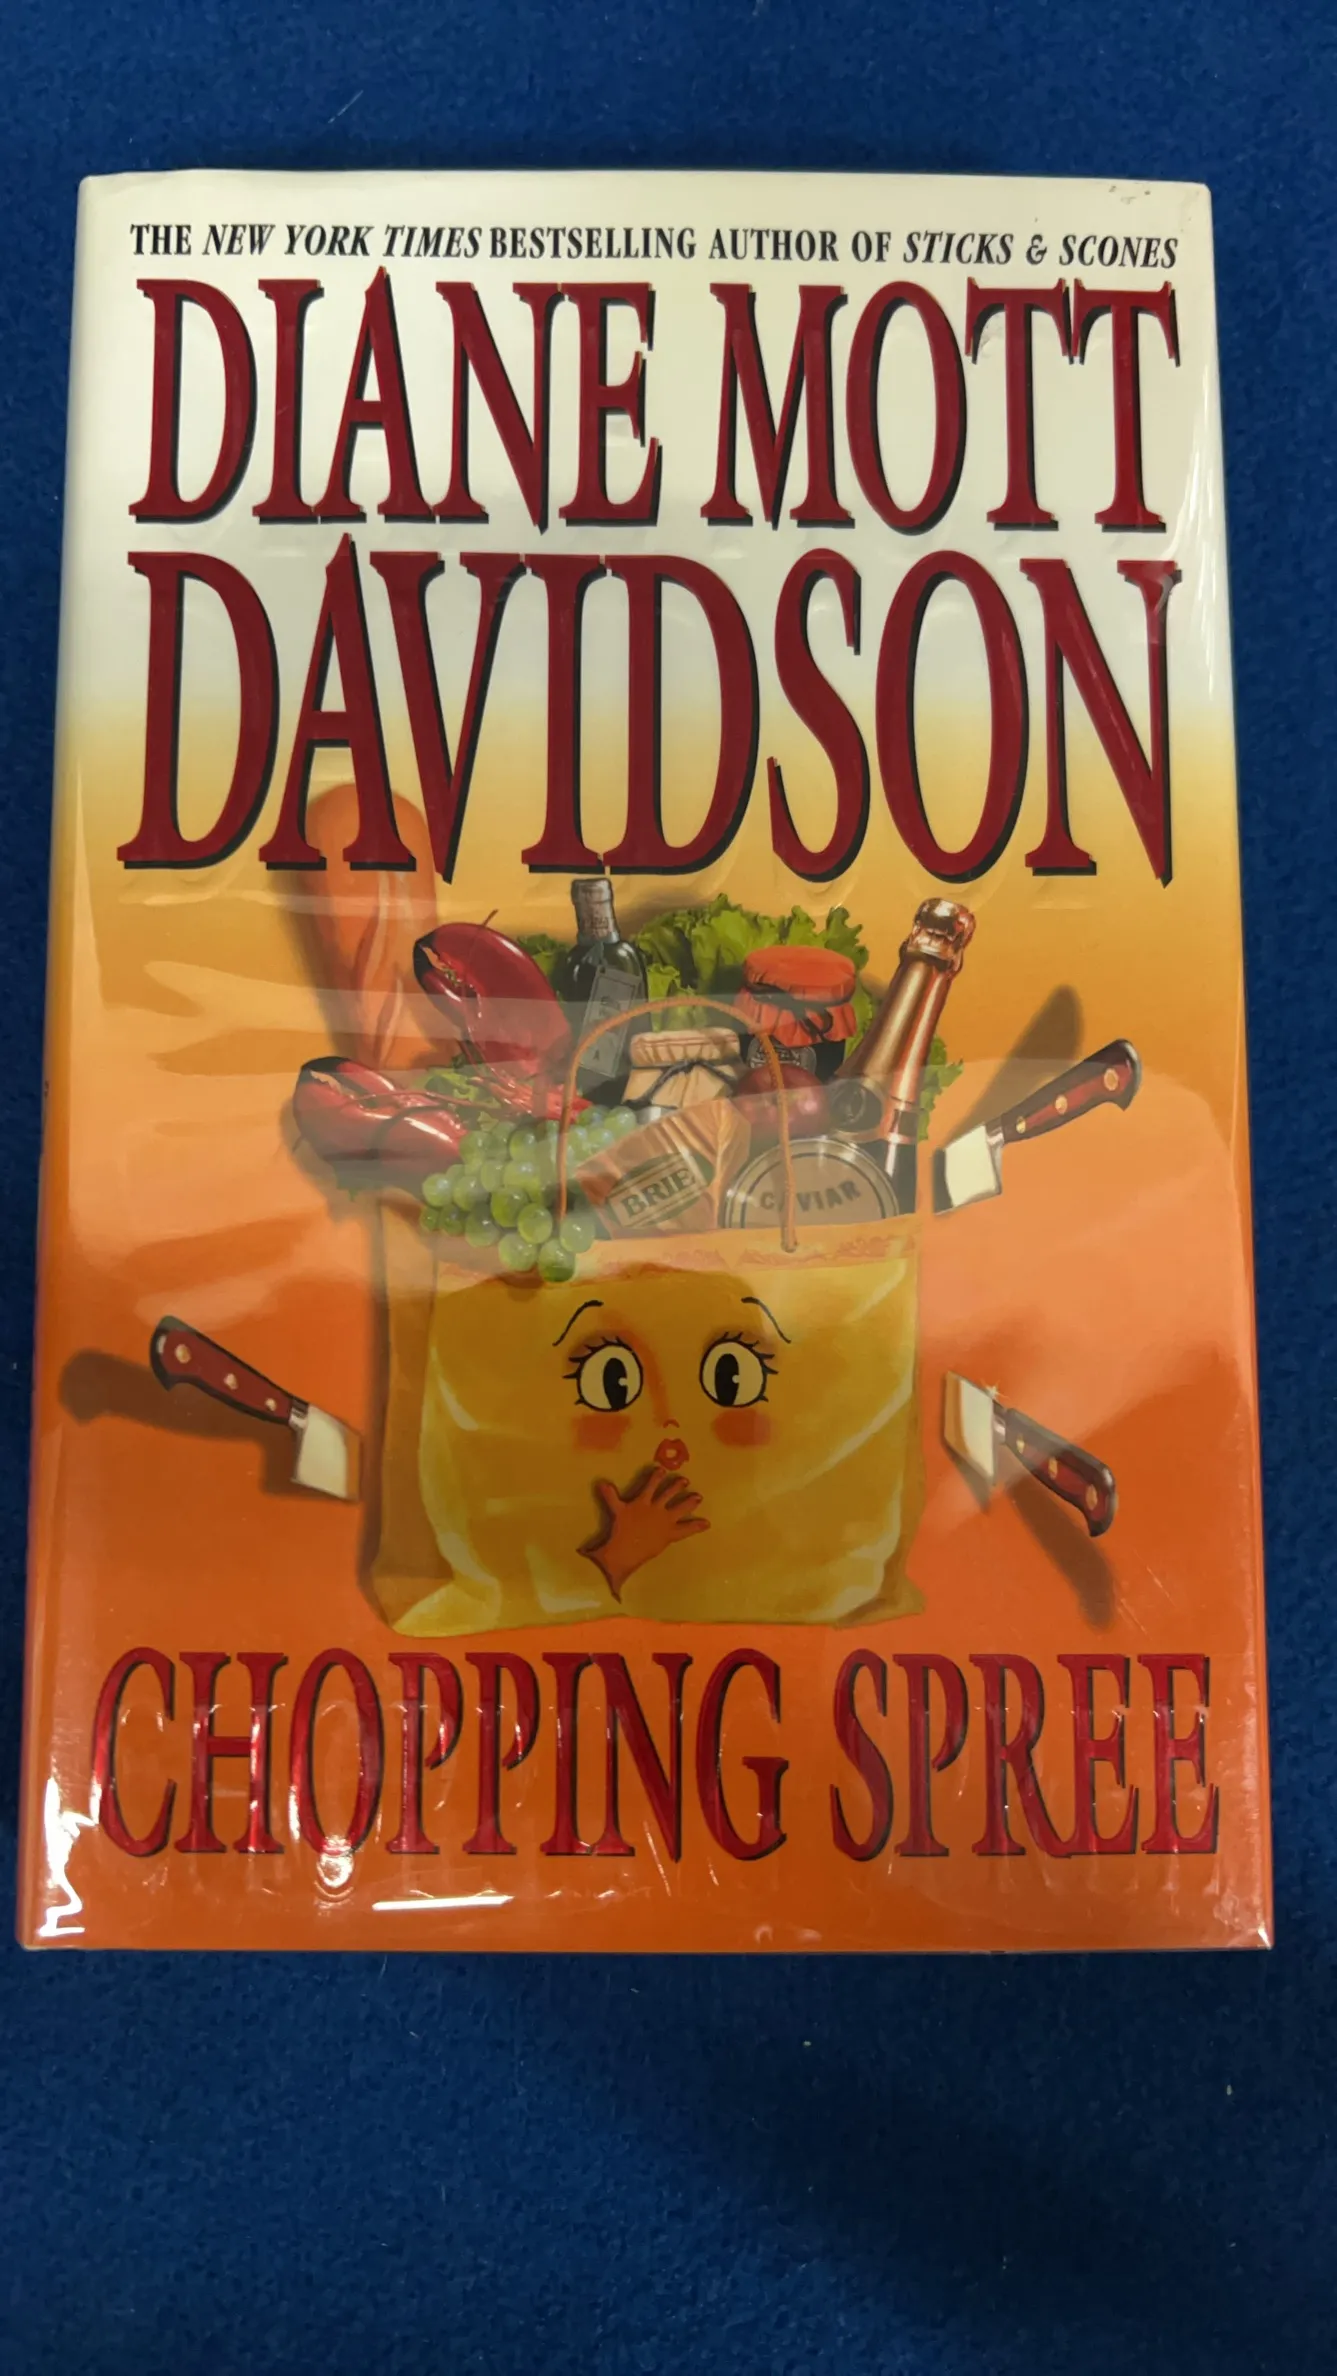 THE NEW YORK TIMES BESTSELLING AUTHOR OF STICKS & SCONES
DIANE MOTT
DAVIDSON
BRIE
CAVIAR
CHOPPING SPREE